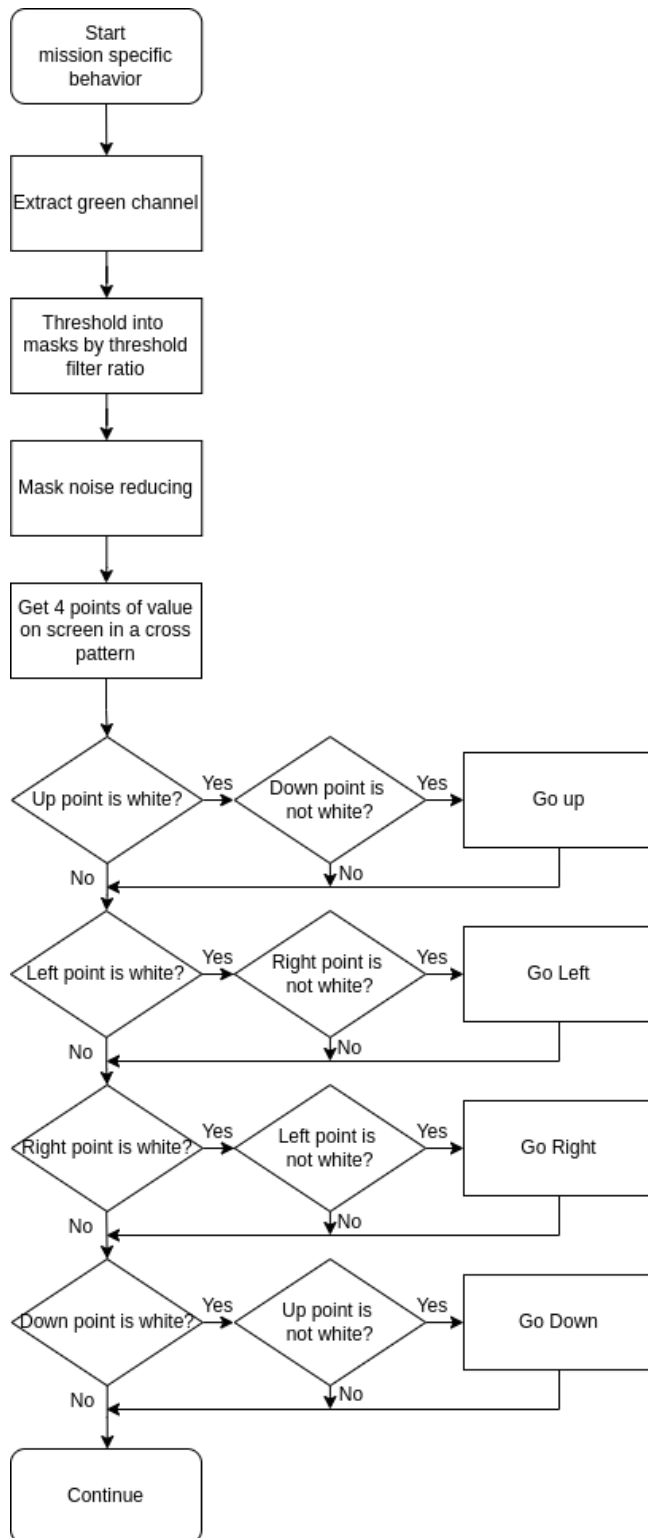 Start
mission specific
behavior
Extract green channel
Threshold into
masks by threshold
filter ratio
Mask noise reducing
Get 4 points of value
on screen in a cross
pattern
Up point is white?
Yes
Down point is
not white?
Yes
Go up
No
No
Left point is white?
Yes
Right point is
not white?
Yes
Go Left
No
No
Right point is white?
Yes
Left point is
not white?
Yes
Go Right
No
No
Down point is white?
Yes
Up point is
not white?
Yes
Go Down
No
No
Continue